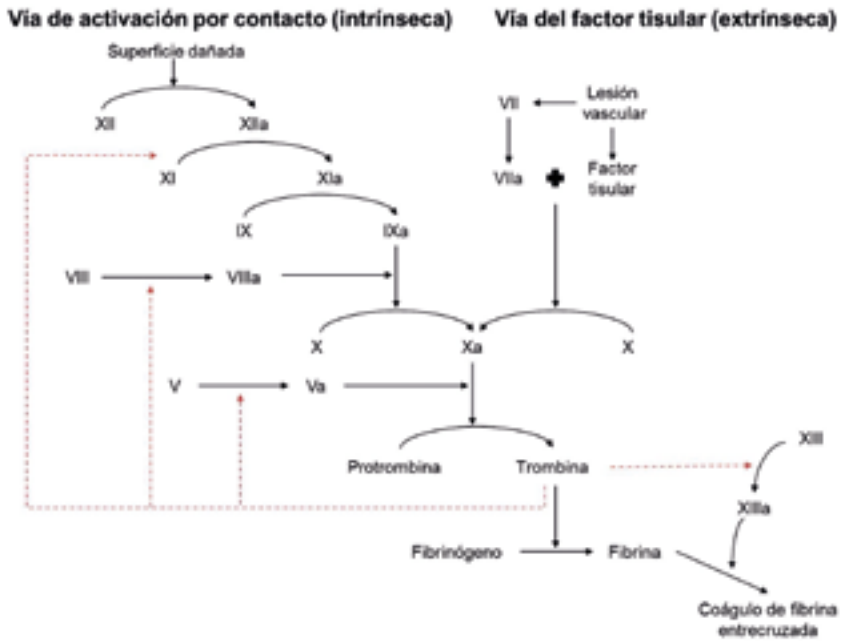 Vía de activación por contacto (intrínseca)
Vía del factor tisular (extrínseca)
Superficie dañada
XII
XIIa
VII
Lesión
vascular
XI
XIa
VIIa
Factor
tisular
IX
IXa
VIII
VIIIa
X
Xa
X
V
Va
XIII
Protrombina
Trombina
XIIIa
Fibrinógeno
Fibrina
Coágulo de fibrina
entrecruzada